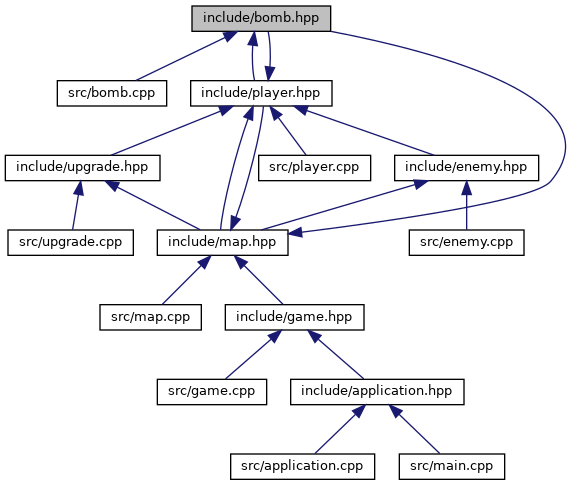 include/bomb.hpp
src/bomb.cpp
include/player.hpp
include/upgrade.hpp
src/player.cpp
include/enemy.hpp
src/upgrade.cpp
include/map.hpp
src/enemy.cpp
src/map.cpp
include/game.hpp
src/game.cpp
include/application.hpp
src/application.cpp
src/main.cpp